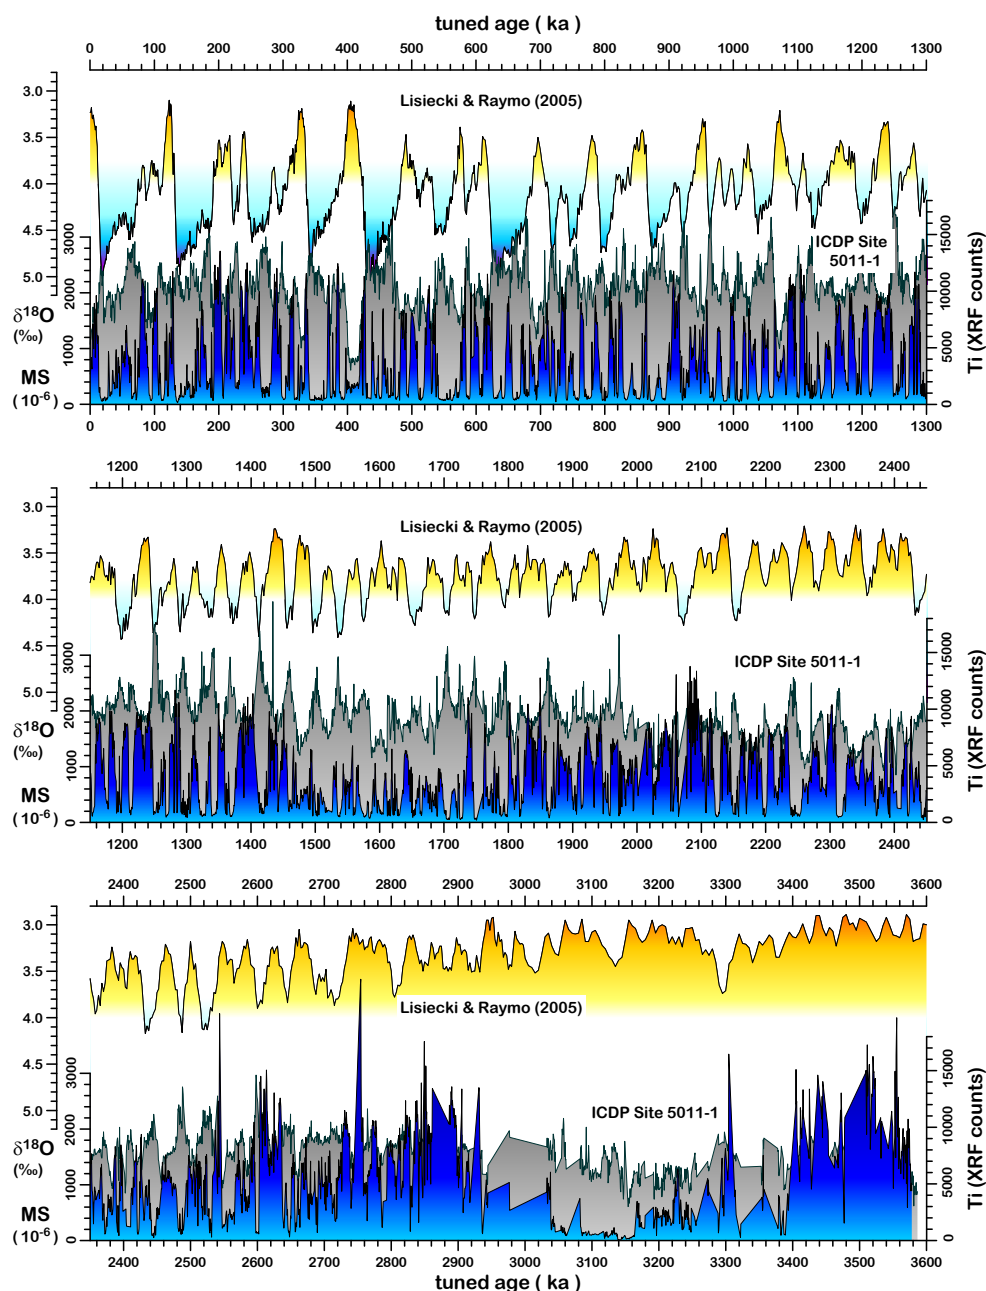 tuned age ( ka )
0 100 200 300 400 500 600 700 800 900 1000 1100 1200 1300
Lisiecki & Raymo (2005)
3.0
3.5
4.0
4.5
5.0
δ18O
(‰)
MS
( 10-6 )
3000
2000
1000
0
ICDP Site
5011-1
15000
10000
5000
0
Ti (XRF counts)
0 100 200 300 400 500 600 700 800 900 1000 1100 1200 1300
1200 1300 1400 1500 1600 1700 1800 1900 2000 2100 2200 2300 2400
Lisiecki & Raymo (2005)
3.0
3.5
4.0
4.5
5.0
δ18O
(‰)
MS
( 10-6 )
3000
2000
1000
0
ICDP Site 5011-1
15000
10000
5000
0
Ti (XRF counts)
1200 1300 1400 1500 1600 1700 1800 1900 2000 2100 2200 2300 2400
2400 2500 2600 2700 2800 2900 3000 3100 3200 3300 3400 3500 3600
3.0
3.5
4.0
4.5
5.0
Lisiecki & Raymo (2005)
δ18O
(‰)
MS
( 10-6 )
3000
2000
1000
0
ICDP Site 5011-1
15000
10000
5000
0
Ti (XRF counts)
2400 2500 2600 2700 2800 2900 3000 3100 3200 3300 3400 3500 3600
tuned age ( ka )